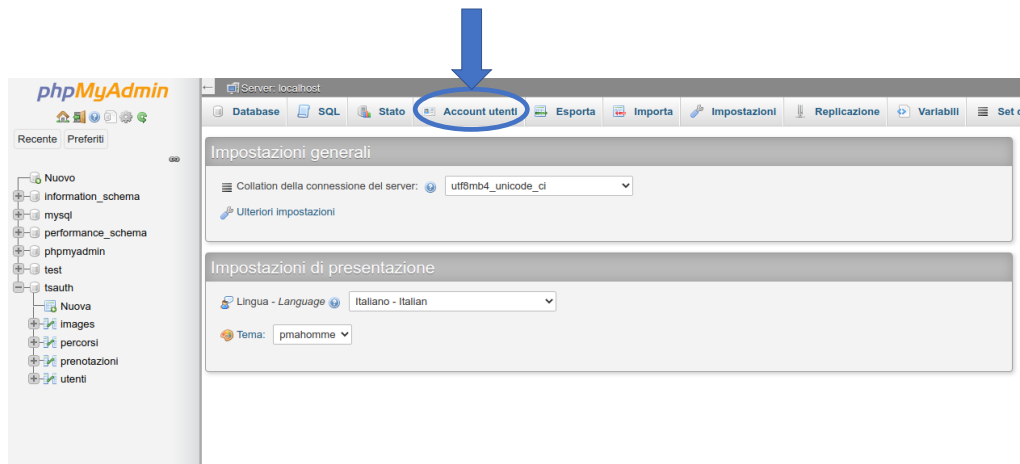 phpMyAdmin
Recente Preferiti
Nuovo
information_schema
mysql
performance_schema
phpmyadmin
test
tsauth
Nuova
images
percorsi
prenotazioni
utenti
Server: localhost
Database SQL Stato Account utenti Esporta Importa Impostazioni Replicazione Variabili Set c
Impostazioni generali
Collation della connessione del server: utf8mb4_unicode_ci
Ulteriori impostazioni
Impostazioni di presentazione
Lingua - Language Italiano - Italian
Tema: pmahomme